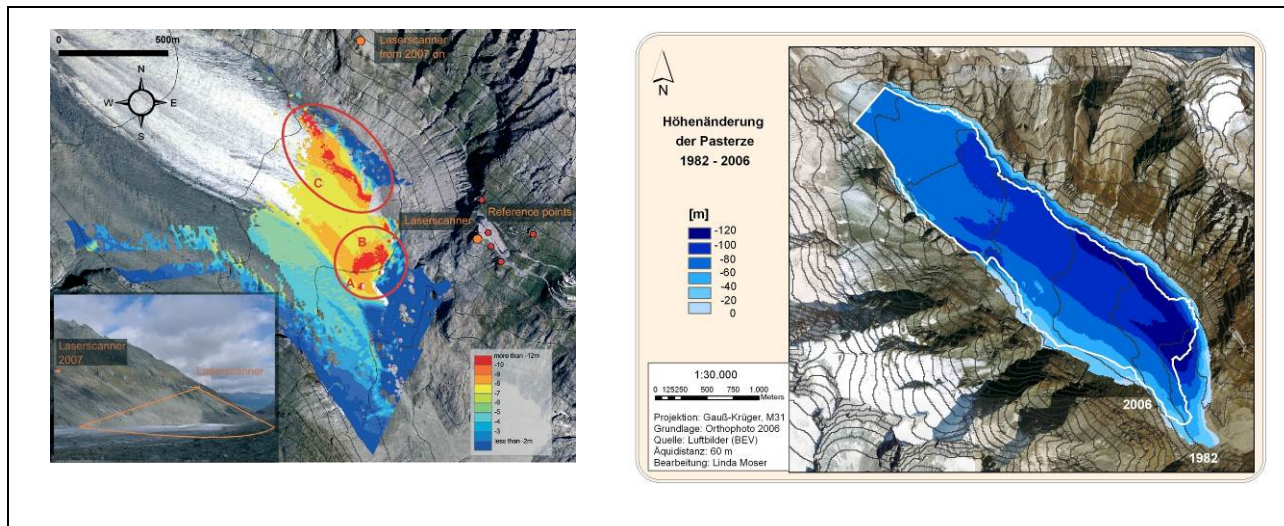 500m
Laserscanner
from 2007 on
N
W
E
S
C
Laserscanner
Reference points
B
A
Laserscanner
2007
Laserscanner
more than -12m
-10
-9
-8
-7
-6
-5
-4
-3
less than -2m
N
Höhenänderung
der Pasterze
1982 - 2006
[m]
-120
-100
-80
-60
-40
-20
0
1:30.000
0 125250 500 750 1.000
Meters
Projektion: Gauß-Krüger, M31
Grundlage: Orthophoto 2006
Quelle: Luftbilder (BEV)
Äquidistanz: 60 m
Bearbeitung: Linda Moser
2006
1982